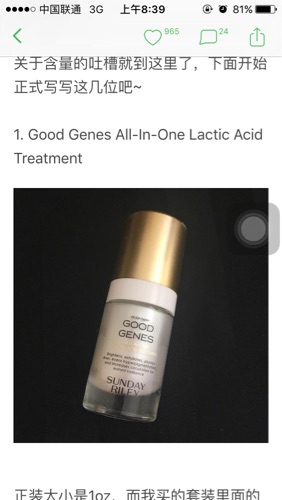 中国联通 3G 上午8:39 81%
965
24
关于含量的吐槽就到这里了，下面开始
正式写写这几位吧~
1. Good Genes All-In-One Lactic Acid
Treatment
GOOD
GENES
SUNDAY
RILEY
正装大小是1oz，而我买的套装里面的